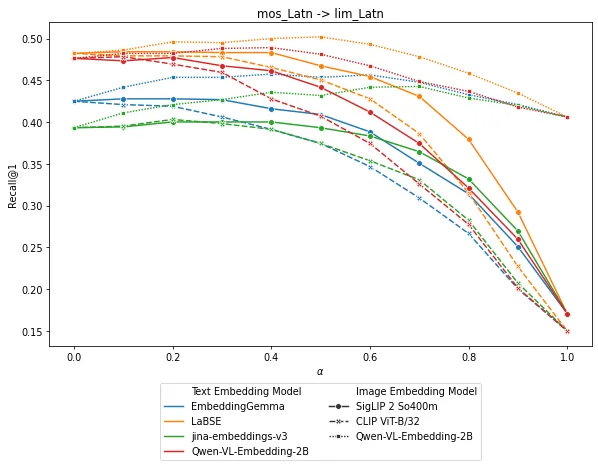 mos_Latn -> lim_Latn
Recall@1
0.50
0.45
0.40
0.35
0.30
0.25
0.20
0.15
0.0 0.2 0.4 0.6 0.8 1.0
α
Text Embedding Model Image Embedding Model
EmbeddingGemma SigLIP 2 So400m
LaBSE CLIP ViT-B/32
jina-embeddings-v3 Qwen-VL-Embedding-2B
Qwen-VL-Embedding-2B